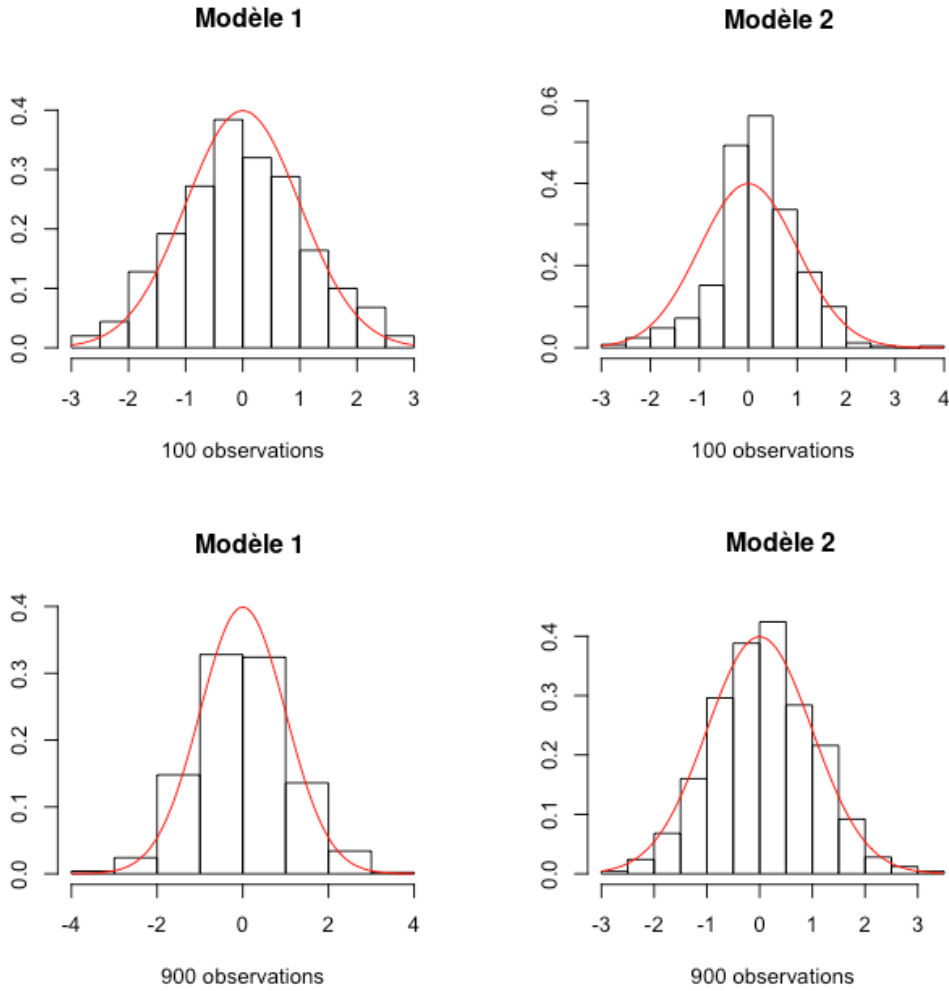 Modèle 1
0.0 0.1 0.2 0.3 0.4
-3 -2 -1 0 1 2 3
100 observations
Modèle 2
0.0 0.2 0.4 0.6
-3 -2 -1 0 1 2 3 4
100 observations
Modèle 1
0.0 0.1 0.2 0.3 0.4
-4 -2 0 2 4
900 observations
Modèle 2
0.0 0.1 0.2 0.3 0.4
-3 -2 -1 0 1 2 3
900 observations